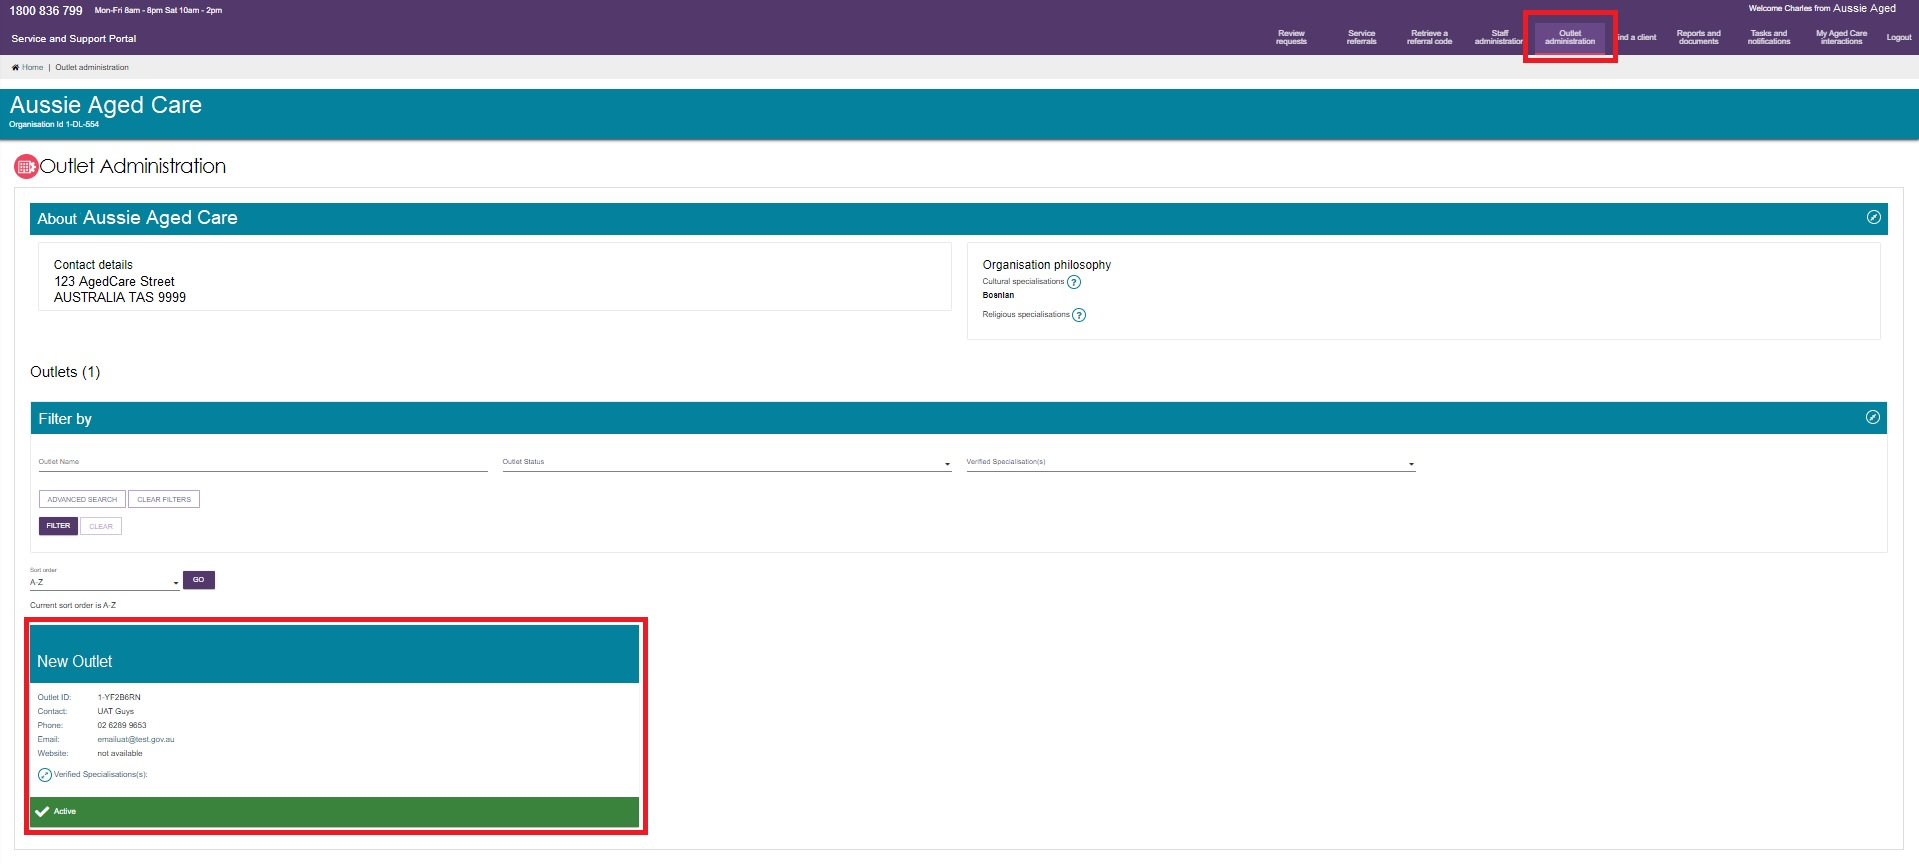 1800 836 799 Mon-Fri 8am - 8pm Sat 10am - 2pm
Welcome Charles from Aussie Aged
Service and Support Portal
Review requests
Service referrals
Retrieve a referral code
Staff administration
Outlet administration
ind a client
Reports and documents
Tasks and notifications
My Aged Care interactions
Logout
Home | Outlet administration
Aussie Aged Care
Organisation Id 1-DL-554
Outlet Administration
About Aussie Aged Care
Contact details
123 AgedCare Street
AUSTRALIA TAS 9999
Organisation philosophy
Cultural specialisations ?
Bosnian
Religious specialisations ?
Outlets (1)
Filter by
Outlet Name
Outlet Status
Verified Specialisation(s)
ADVANCED SEARCH CLEAR FILTERS
FILTER CLEAR
Sort order
A-Z GO
Current sort order is A-Z
New Outlet
Outlet ID: 1-YF2B6RN
Contact: UAT Guys
Phone: 02 6289 9653
Email: emailuat@test.gov.au
Website: not available
Verified Specialisations(s):
Active